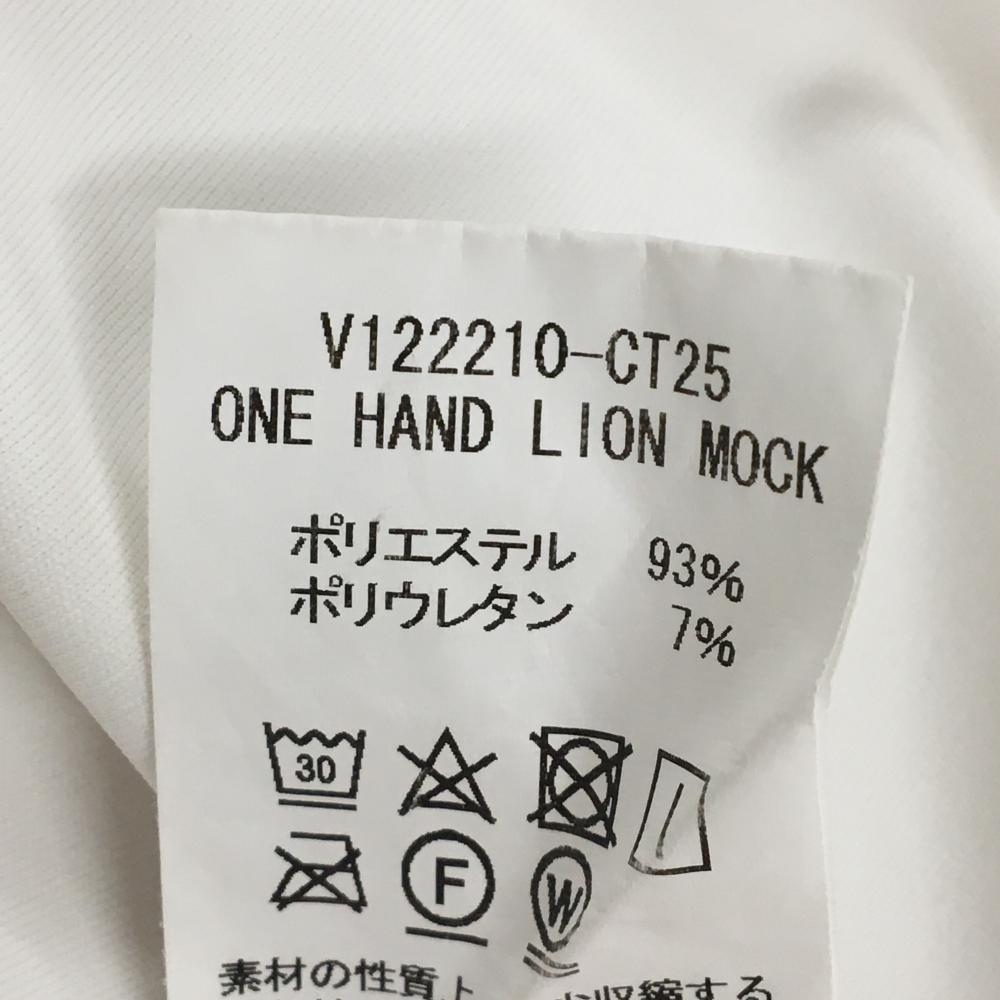 V122210-CT25
ONE HAND LION MOCK
ポリエステル 93%
ポリウレタン 7%
30
F
W
素材の性質上 収縮する